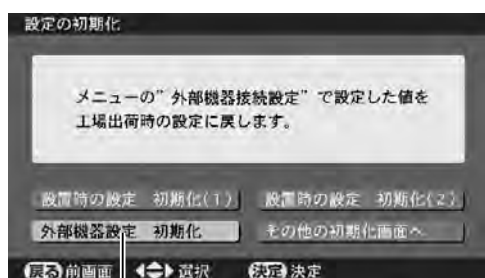 設定の初期化
メニューの”外部機器接続設定”で設定した値を
工場出荷時の設定に戻します。
設置時の設定 初期化(1) 設置時の設定 初期化(2)
外部機器設定 初期化 その他の初期化画面へ
戻る 前画面 選択 決定 決定